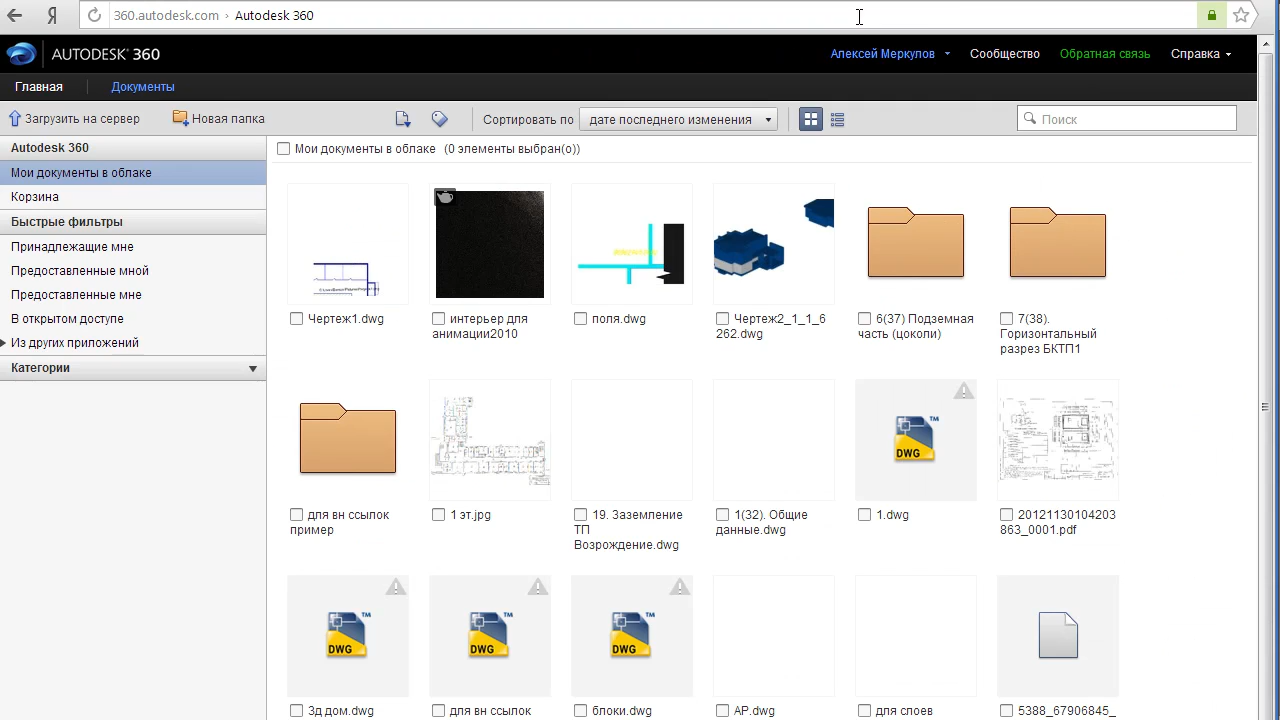 Я
360.autodesk.com › Autodesk 360
AUTODESK® 360
Алексей Меркулов
Сообщество
Обратная связь
Справка
Главная
Документы
Загрузить на сервер
Новая папка
Сортировать по
дате последнего изменения
Поиск
Autodesk 360
Мои документы в облаке
Корзина
Быстрые фильтры
Принадлежащие мне
Предоставленные мной
Предоставленные мне
В открытом доступе
Из других приложений
Категории
Мои документы в облаке (0 элементы выбран(о))
Чертеж1.dwg
интерьер для
анимации2010
поля.dwg
Чертеж2_1_1_6
262.dwg
6(37) Подземная
часть (цоколи)
7(38).
Горизонтальный
разрез БКТП1
для вн ссылок
пример
1 эт.jpg
19. Заземление
ТП
Возрождение.dwg
1(32). Общие
данные.dwg
DWG™
1.dwg
20121130104203
863_0001.pdf
DWG™
3д дом.dwg
DWG™
для вн ссылок
DWG™
блоки.dwg
АР.dwg
для слоев
5388_67906845_